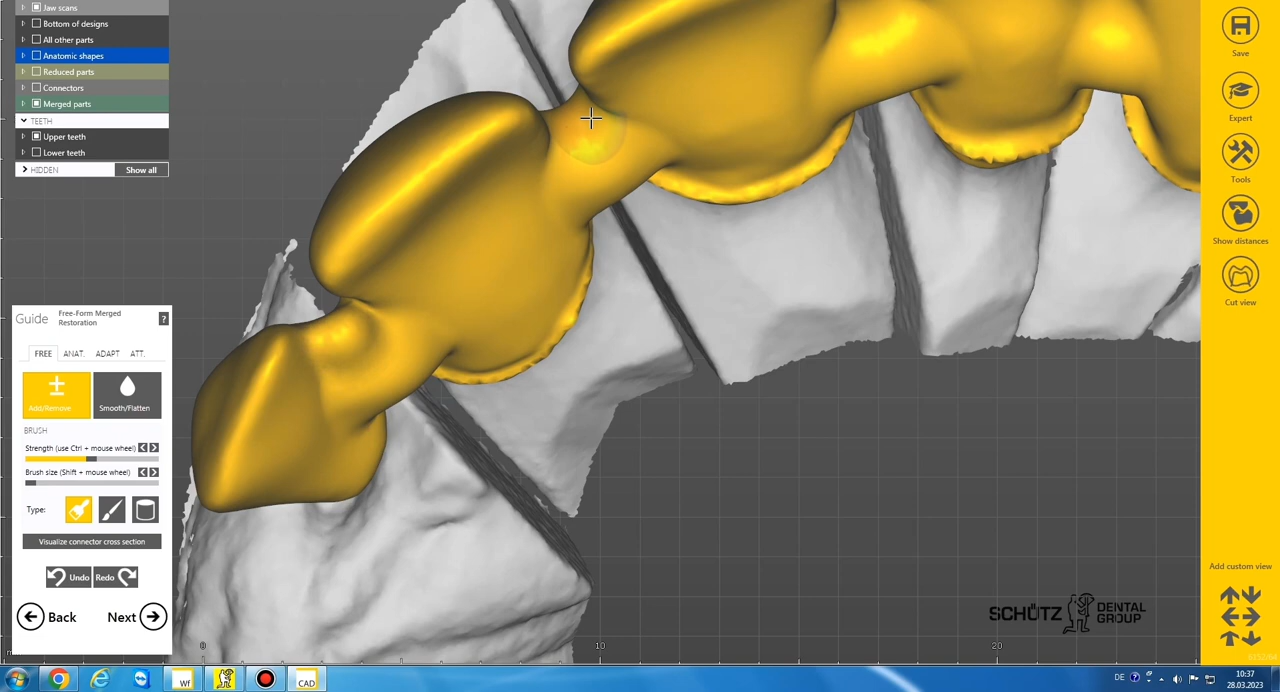 Jaw scans
Bottom of designs
All other parts
Anatomic shapes
Reduced parts
Connectors
Merged parts
TEETH
Upper teeth
Lower teeth
HIDDEN
Show all
Guide
Free-Form Merged
Restoration
?
FREE
ANAT.
ADAPT
ATT.
Add/Remove
Smooth/Flatten
BRUSH
Strength (use Ctrl + mouse wheel)
Brush size (Shift + mouse wheel)
Type:
Visualize connector cross section
Undo
Redo
Back
Next
Save
Expert
Tools
Show distances
Cut view
Add custom view
SCHÜTZ
DENTAL
GROUP
0
10
20
Wf
CAD
DE
10:37
28.03.2023